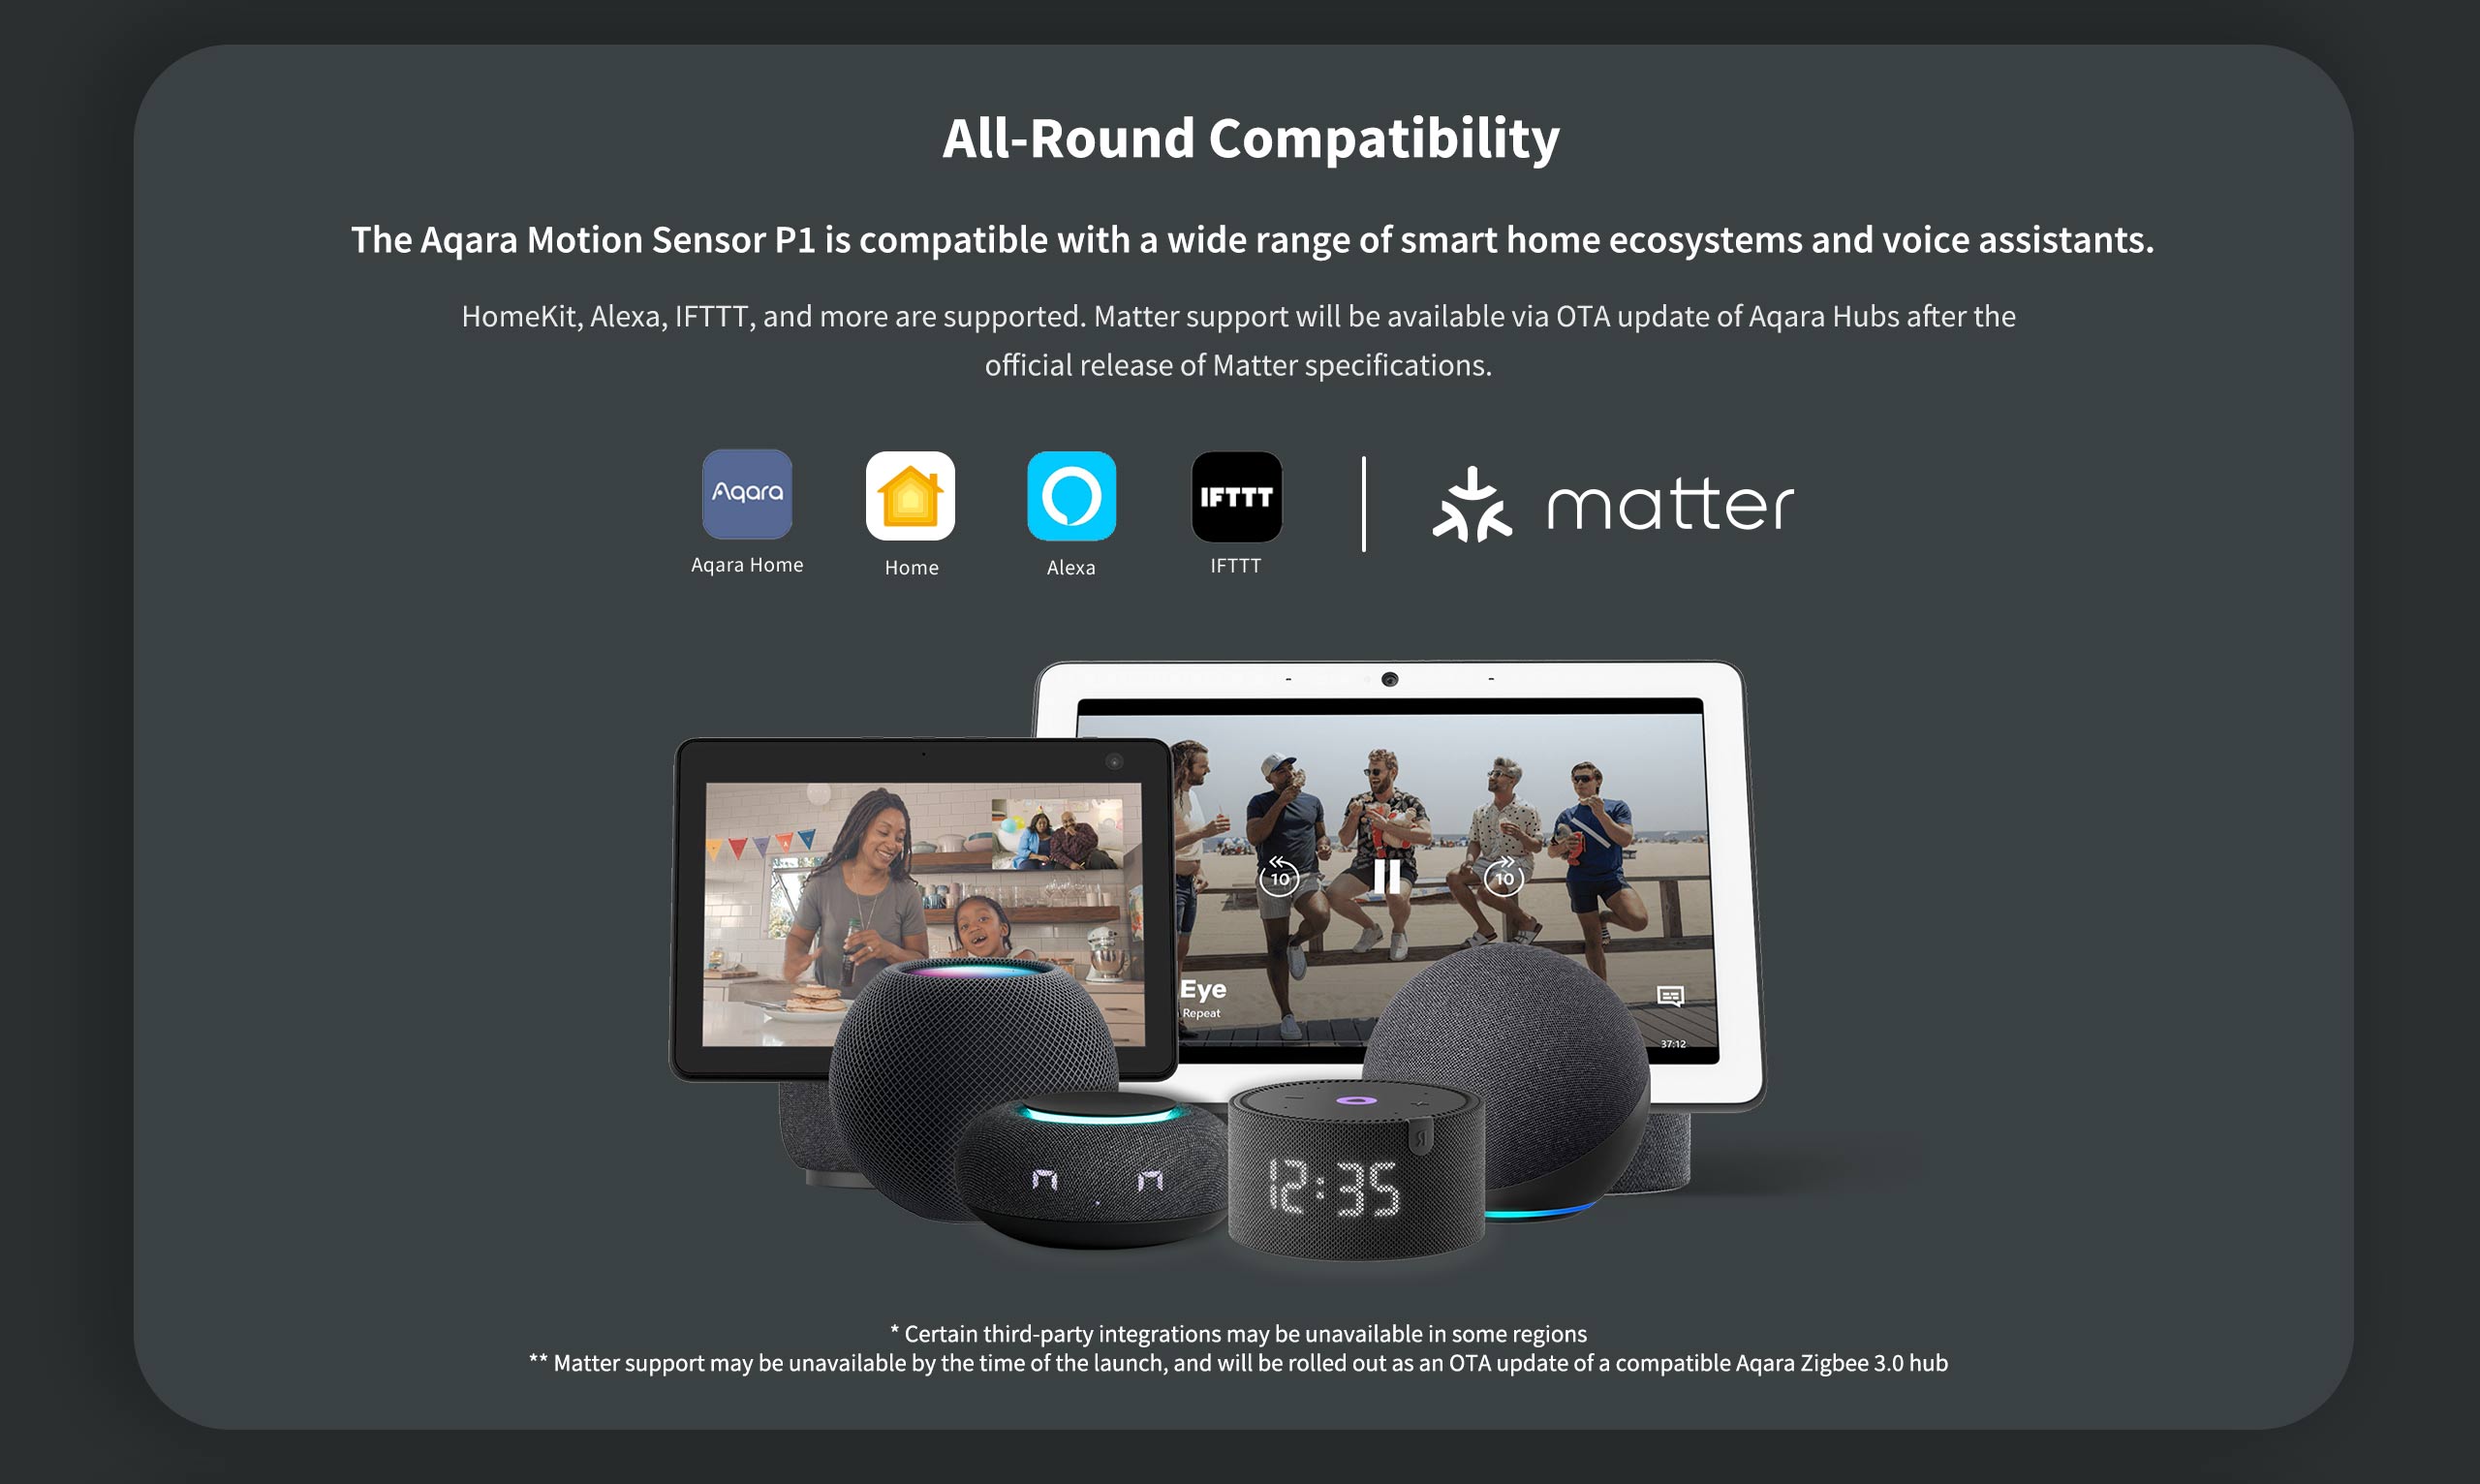 All-Round Compatibility
The Aqara Motion Sensor P1 is compatible with a wide range of smart home ecosystems and voice assistants.
HomeKit, Alexa, IFTTT, and more are supported. Matter support will be available via OTA update of Aqara Hubs after the
official release of Matter specifications.
Aqara
IFTTT
matter
Aqara Home
Home
Alexa
IFTTT
10
10
Eye
Repeat
37:12
Я
12:35
* Certain third-party integrations may be unavailable in some regions
** Matter support may be unavailable by the time of the launch, and will be rolled out as an OTA update of a compatible Aqara Zigbee 3.0 hub